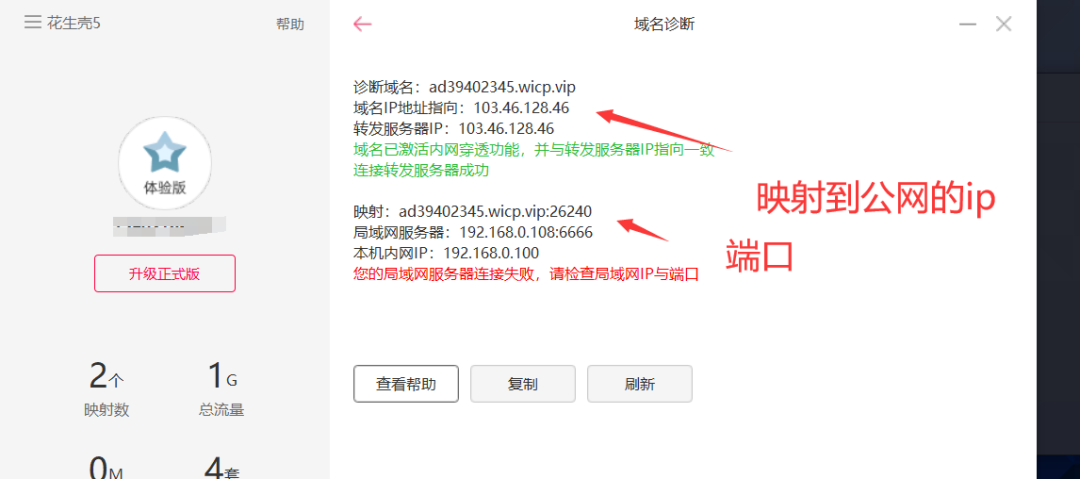 花生壳5
帮助
域名诊断
体验版
升级正式版
2个
1G
映射数
总流量
0M
4套
诊断域名：ad39402345.wicp.vip
域名IP地址指向：103.46.128.46
转发服务器IP：103.46.128.46
域名已激活内网穿透功能，并与转发服务器IP指向一致
连接转发服务器成功
映射：ad39402345.wicp.vip:26240
局域网服务器：192.168.0.108:6666
本机内网IP：192.168.0.100
您的局域网服务器连接失败，请检查局域网IP与端口
映射到公网的ip
端口
查看帮助
复制
刷新